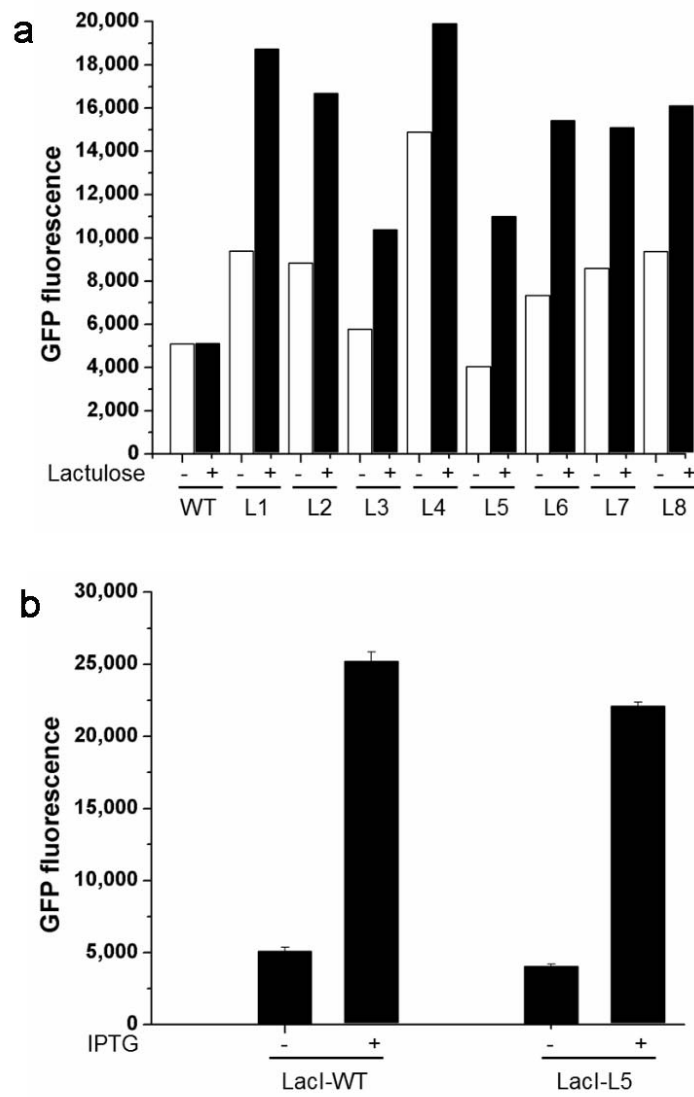 a
GFP fluorescence
20,000
18,000
16,000
14,000
12,000
10,000
8,000
6,000
4,000
2,000
0
Lactulose - + - + - + - + - + - + - + - + - +
WT L1 L2 L3 L4 L5 L6 L7 L8
b
GFP fluorescence
30,000
25,000
20,000
15,000
10,000
5,000
0
IPTG - + - +
LacI-WT LacI-L5